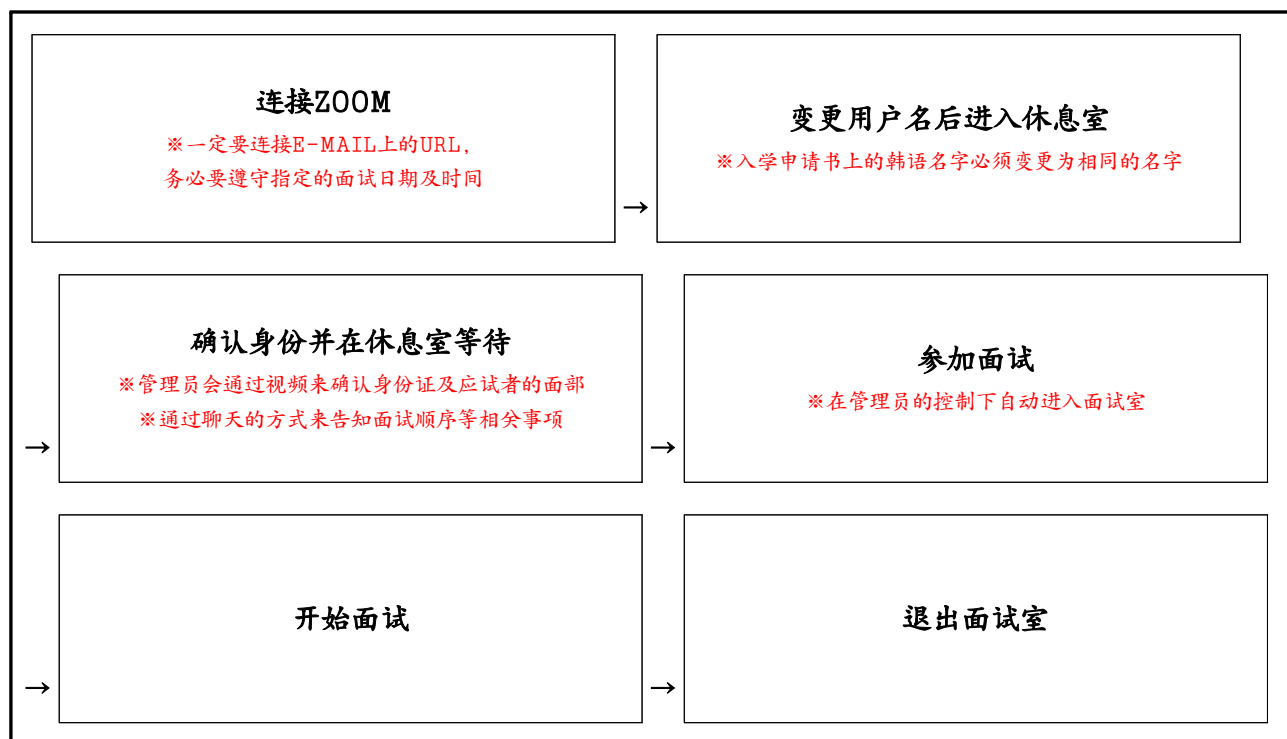 连接ZOOM
※一定要连接E-MAIL上的URL,
务必要遵守指定的面试日期及时间
→
变更用户名后进入休息室
※入学申请书上的韩语名字必须变更为相同的名字
→
确认身份并在休息室等待
※管理员会通过视频来确认身份证及应试者的面部
※通过聊天的方式来告知面试顺序等相关事项
→
参加面试
※在管理员的控制下自动进入面试室
→
开始面试
→
退出面试室